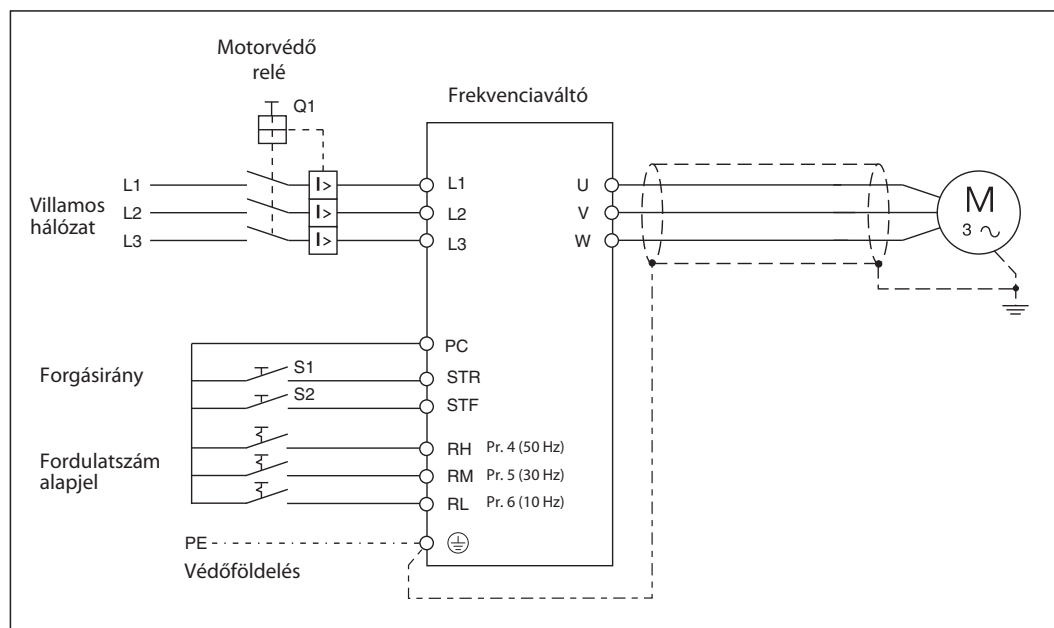 Motorvédő
relé
Q1
Frekvenciaváltó
Villamos
hálózat
L1
L2
L3
I>
I>
I>
L1
L2
L3
U
V
W
M
3 ~
Forgásirány
S1
S2
PC
STR
STF
Fordulatszám
alapjel
RH Pr. 4 (50 Hz)
RM Pr. 5 (30 Hz)
RL Pr. 6 (10 Hz)
PE
Védőföldelés